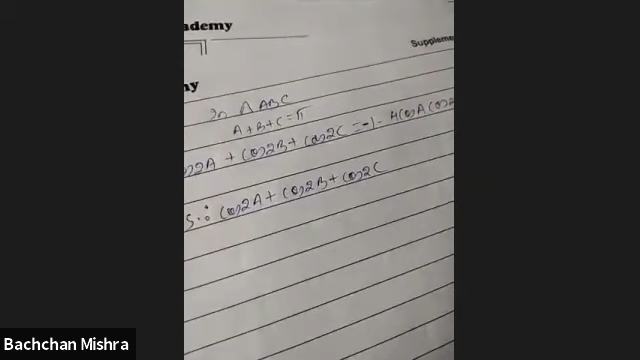 ademy
Suppleme
my
In Δ ABC
A+B+C=π
cos2A + cos2B + cos2C = -1 - 4CosA Cos
S.: cos2A + cos2B + cos2C
Bachchan Mishra